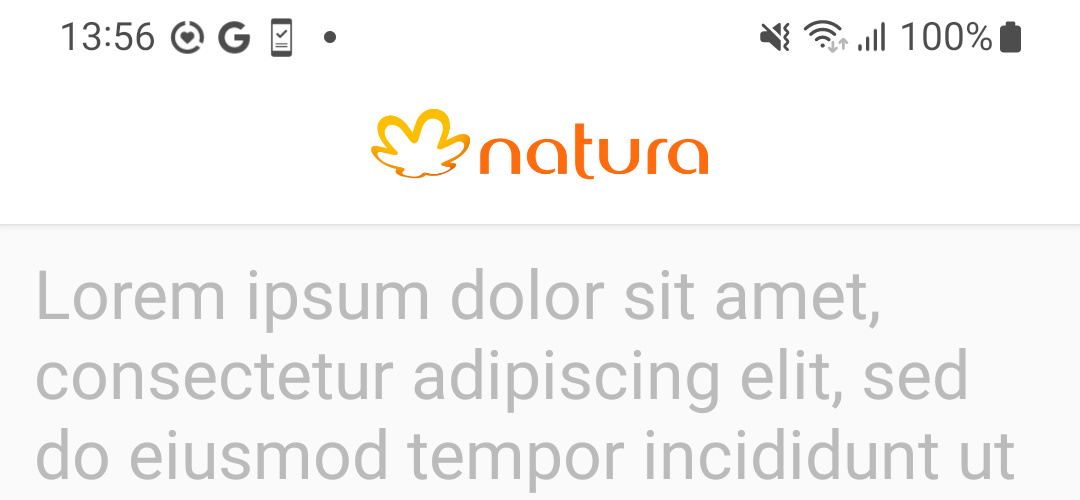 13:56 G 100%
natura
Lorem ipsum dolor sit amet,
consectetur adipiscing elit, sed
do eiusmod tempor incididunt ut